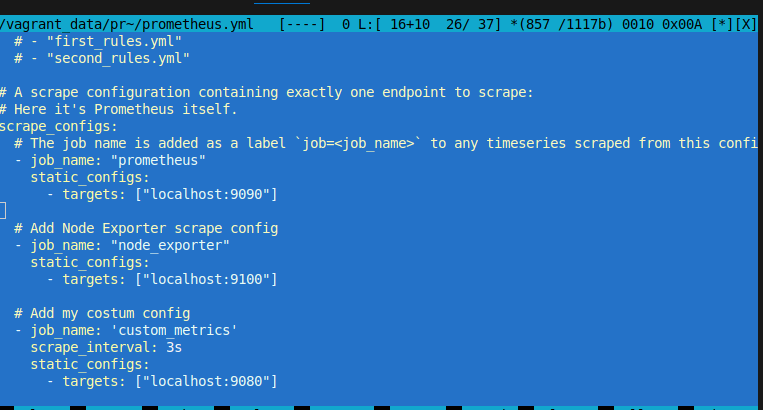 /vagrant_data/pr~/prometheus.yml   [----]  0 L:[ 16+10  26/ 37] *(857 /1117b) 0010 0x00A [*][X]
  # - "first_rules.yml"
  # - "second_rules.yml"
# A scrape configuration containing exactly one endpoint to scrape:
# Here it's Prometheus itself.
scrape_configs:
  # The job name is added as a label `job=<job_name>` to any timeseries scraped from this confi
  - job_name: "prometheus"
    static_configs:
      - targets: ["localhost:9090"]
  # Add Node Exporter scrape config
  - job_name: "node_exporter"
    static_configs:
      - targets: ["localhost:9100"]
  # Add my costum config
  - job_name: 'custom_metrics'
    scrape_interval: 3s
    static_configs:
      - targets: ["localhost:9080"]